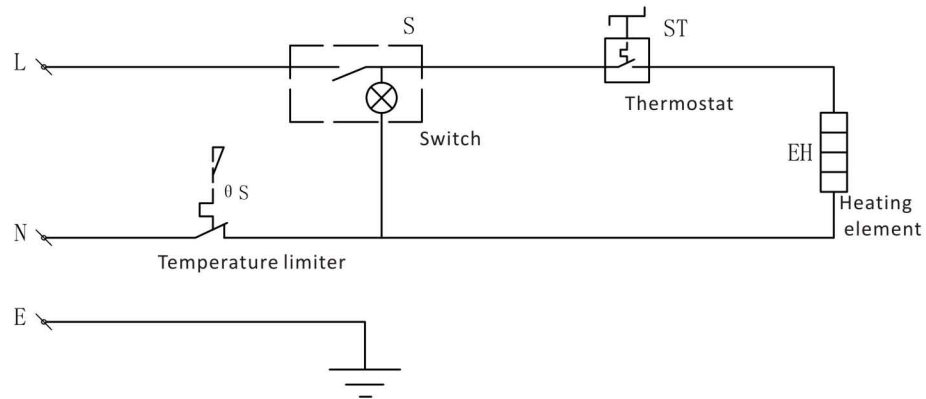 S
ST
L
Thermostat
Switch
EH
θ S
Heating
element
N
Temperature limiter
E